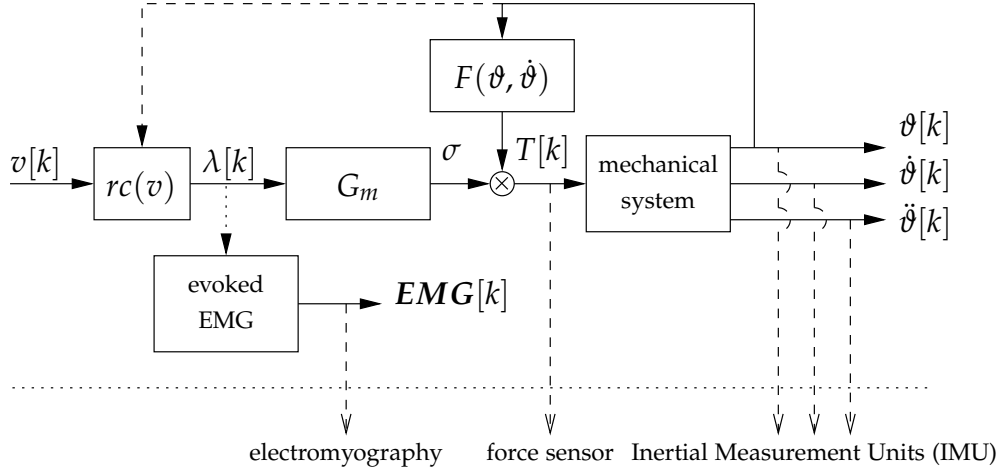 F(ϑ, ϑ̇)
v[k]
rc(v)
λ[k]
G_m
σ
×
T[k]
mechanical
system
ϑ[k]
ϑ̇[k]
ϑ̈[k]
evoked
EMG
EMG[k]
electromyography
force sensor
Inertial Measurement Units (IMU)